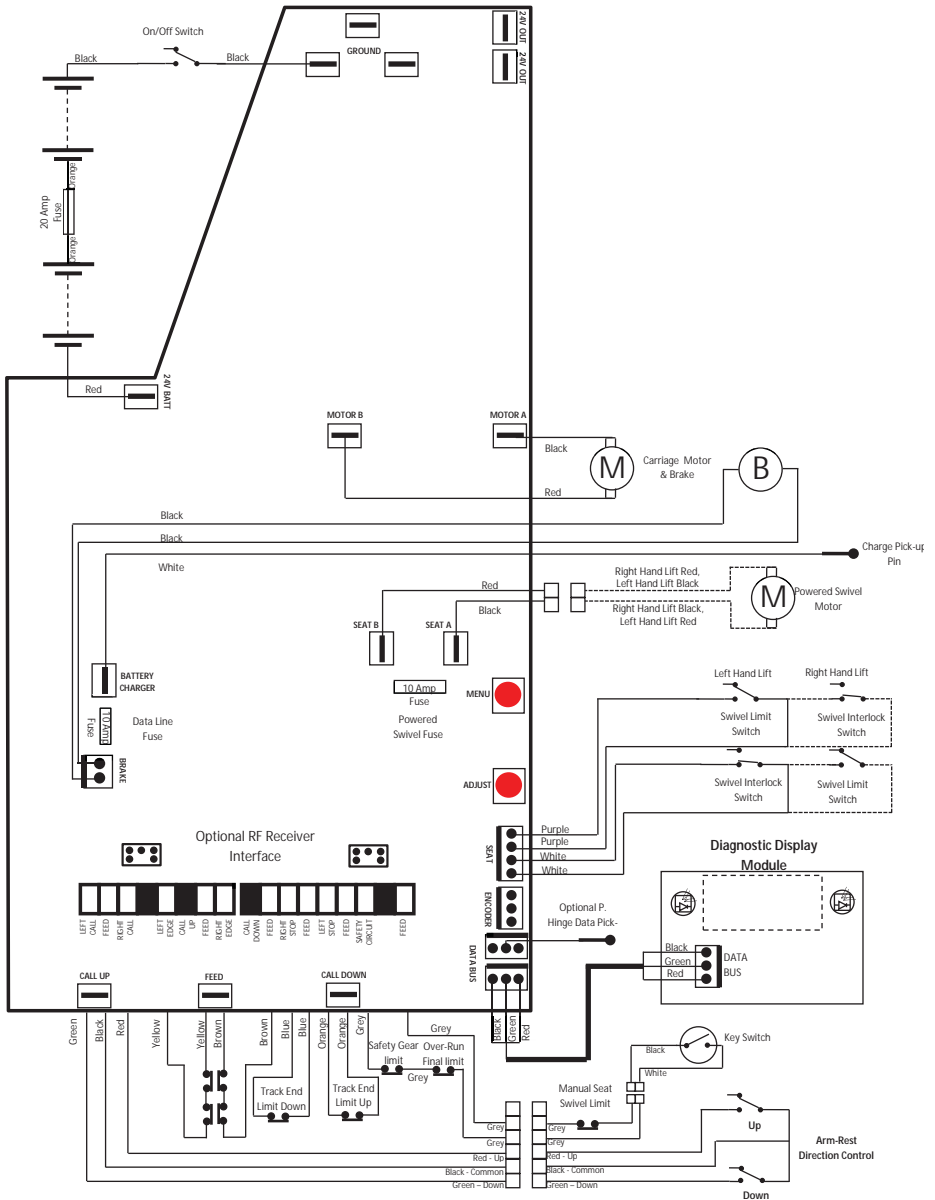 On/Off Switch
Black
Black
GROUND
24V OUT
24V OUT
Orange
20 Amp
Fuse
Orange
Red
24V BATT
MOTOR B
MOTOR A
Black
Red
M
Carriage Motor
& Brake
B
Black
Black
White
Charge Pick-up
Pin
Right Hand Lift Red,
Left Hand Lift Black
Right Hand Lift Black,
Left Hand Lift Red
M
Powered Swivel
Motor
Red
Black
SEAT B
SEAT A
BATTERY
CHARGER
10 Amp
Fuse
Data Line
Fuse
10 Amp
Fuse
Powered
Swivel Fuse
MENU
ADJUST
BRAKE
Left Hand Lift
Right Hand Lift
Swivel Limit
Switch
Swivel Interlock
Switch
Swivel Interlock
Switch
Swivel Limit
Switch
Optional RF Receiver
Interface
Purple
Purple
White
White
SEAT
ENCODER
DATA BUS
Optional P.
Hinge Data Pick-
Diagnostic Display
Module
Black
Green
Red
DATA
BUS
LEFT
CALL
FEED
RIGHT
CALL
LEFT
EDGE
CALL
UP
FEED
RIGHT
EDGE
CALL
DOWN
FEED
RIGHT
STOP
FEED
LEFT
STOP
FEED
SAFETY
CIRCUIT
FEED
CALL UP
FEED
CALL DOWN
Green
Black
Red
Yellow
Yellow
Brown
Brown
Blue
Blue
Orange
Orange
Grey
Grey
Black
Green
Red
Safety Gear
limit
Over-Run
Final limit
Grey
Track End
Limit Down
Track End
Limit Up
Manual Seat
Swivel Limit
Black
White
Key Switch
Grey
Grey
Red - Up
Black - Common
Green – Down
Grey
Grey
Red - Up
Black - Common
Green – Down
Up
Arm-Rest
Direction Control
Down